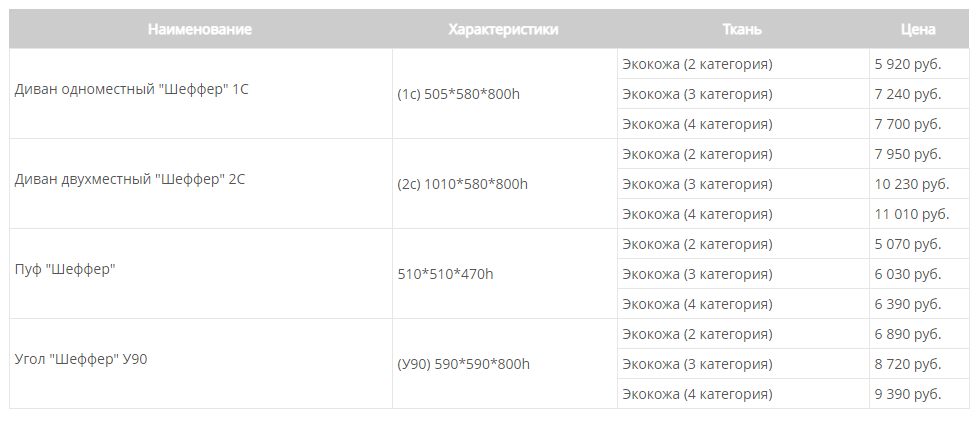 Наименование Характеристики Ткань Цена
Диван одноместный "Шеффер" 1С (1с) 505*580*800h Экокожа (2 категория) 5 920 руб.
Экокожа (3 категория) 7 240 руб.
Экокожа (4 категория) 7 700 руб.
Диван двухместный "Шеффер" 2С (2с) 1010*580*800h Экокожа (2 категория) 7 950 руб.
Экокожа (3 категория) 10 230 руб.
Экокожа (4 категория) 11 010 руб.
Пуф "Шеффер" 510*510*470h Экокожа (2 категория) 5 070 руб.
Экокожа (3 категория) 6 030 руб.
Экокожа (4 категория) 6 390 руб.
Угол "Шеффер" У90 (У90) 590*590*800h Экокожа (2 категория) 6 890 руб.
Экокожа (3 категория) 8 720 руб.
Экокожа (4 категория) 9 390 руб.